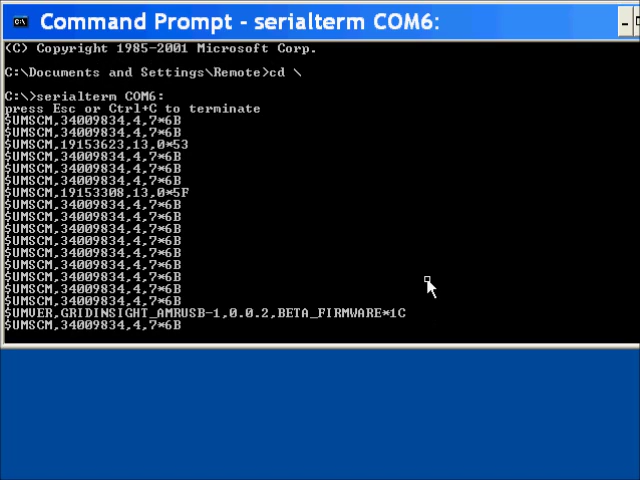 Command Prompt - serialterm COM6:
(C) Copyright 1985-2001 Microsoft Corp.
C:\Documents and Settings\Remote>cd \
C:\>serialterm COM6:
press Esc or Ctrl+C to terminate
$UMSCM,34009834,4,7*6B
$UMSCM,34009834,4,7*6B
$UMSCM,19153623,13,0*53
$UMSCM,34009834,4,7*6B
$UMSCM,34009834,4,7*6B
$UMSCM,34009834,4,7*6B
$UMSCM,19153308,13,0*5F
$UMSCM,34009834,4,7*6B
$UMSCM,34009834,4,7*6B
$UMSCM,34009834,4,7*6B
$UMSCM,34009834,4,7*6B
$UMSCM,34009834,4,7*6B
$UMSCM,34009834,4,7*6B
$UMSCM,34009834,4,7*6B
$UMSCM,34009834,4,7*6B
$UMSCM,34009834,4,7*6B
$UMVER,GRIDINSIGHT_AMRUSB-1,0.0.2,BETA_FIRMWARE*1C
$UMSCM,34009834,4,7*6B